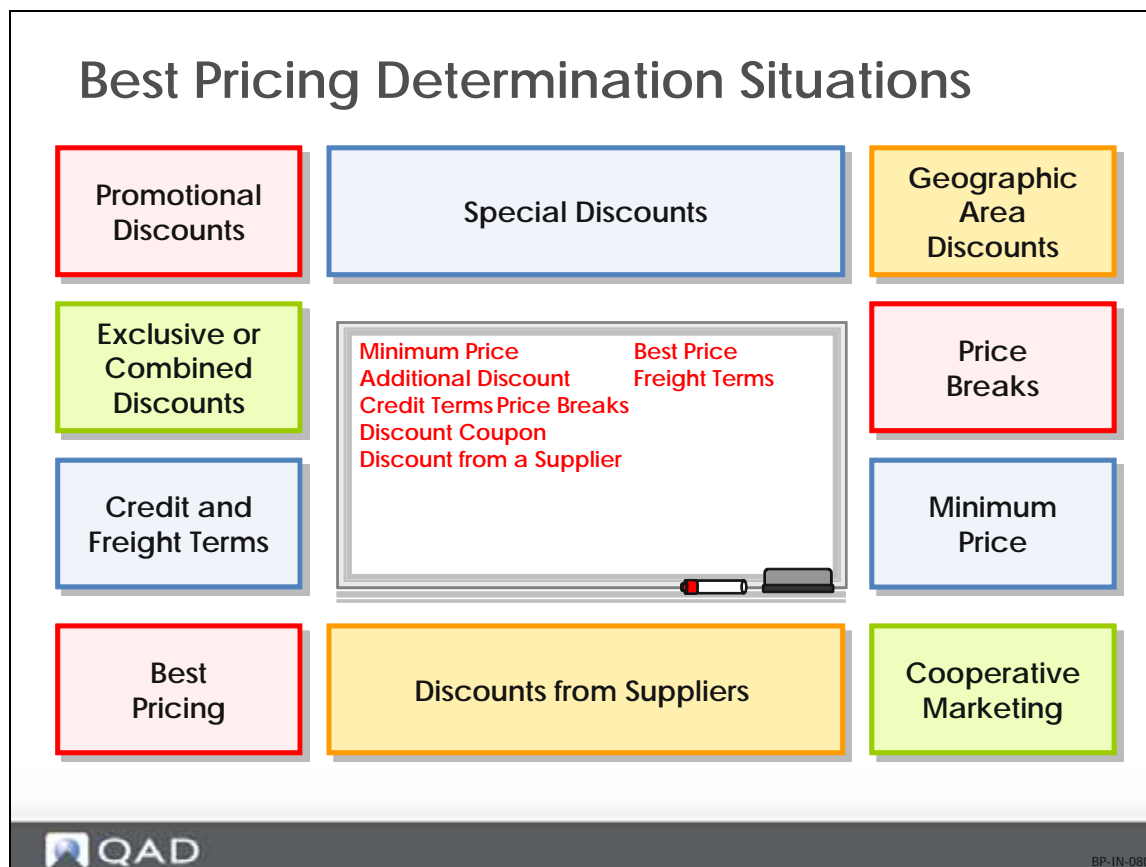 Best Pricing Determination Situations
Promotional
Discounts
Special Discounts
Geographic
Area
Discounts
Exclusive or
Combined
Discounts
Minimum Price Best Price
Additional Discount Freight Terms
Credit Terms Price Breaks
Discount Coupon
Discount from a Supplier
Price
Breaks
Credit and
Freight Terms
Minimum
Price
Best
Pricing
Discounts from Suppliers
Cooperative
Marketing
QAD